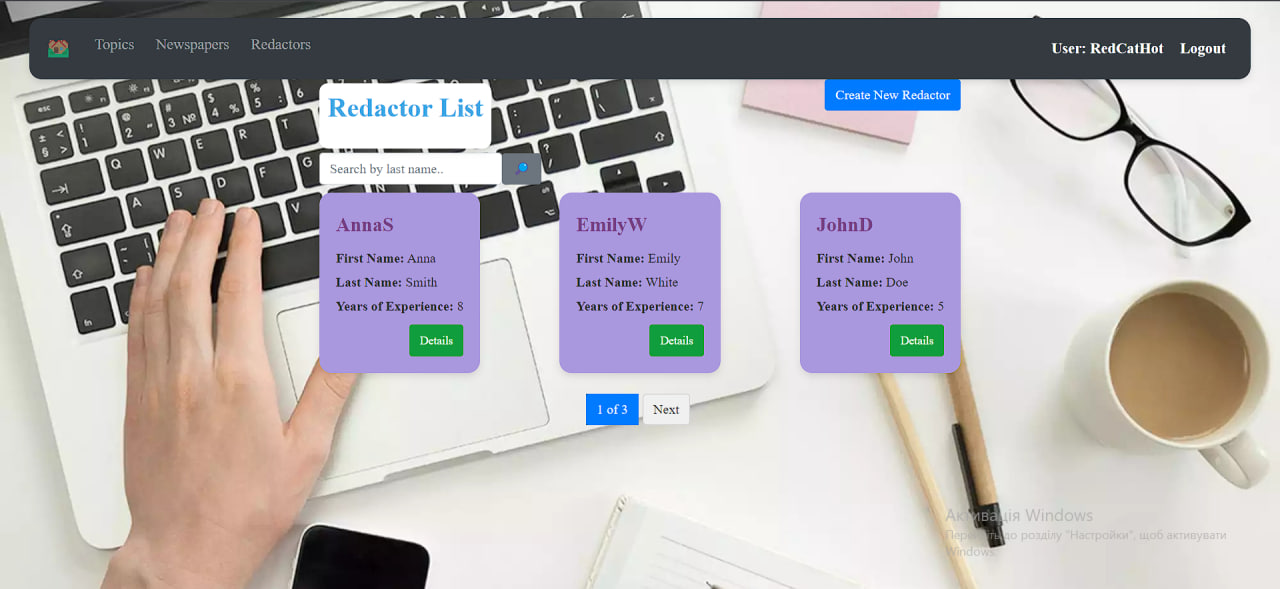 Topics Newspapers Redactors User: RedCatHot Logout
Redactor List
Create New Redactor
Search by last name..
AnnaS
First Name: Anna
Last Name: Smith
Years of Experience: 8
Details
EmilyW
First Name: Emily
Last Name: White
Years of Experience: 7
Details
JohnD
First Name: John
Last Name: Doe
Years of Experience: 5
Details
1 of 3 Next
Активація Windows
Перейдіть до розділу "Настройки", щоб активувати
Windows.
esc
Q W E R T
A S D F G
V N
fn